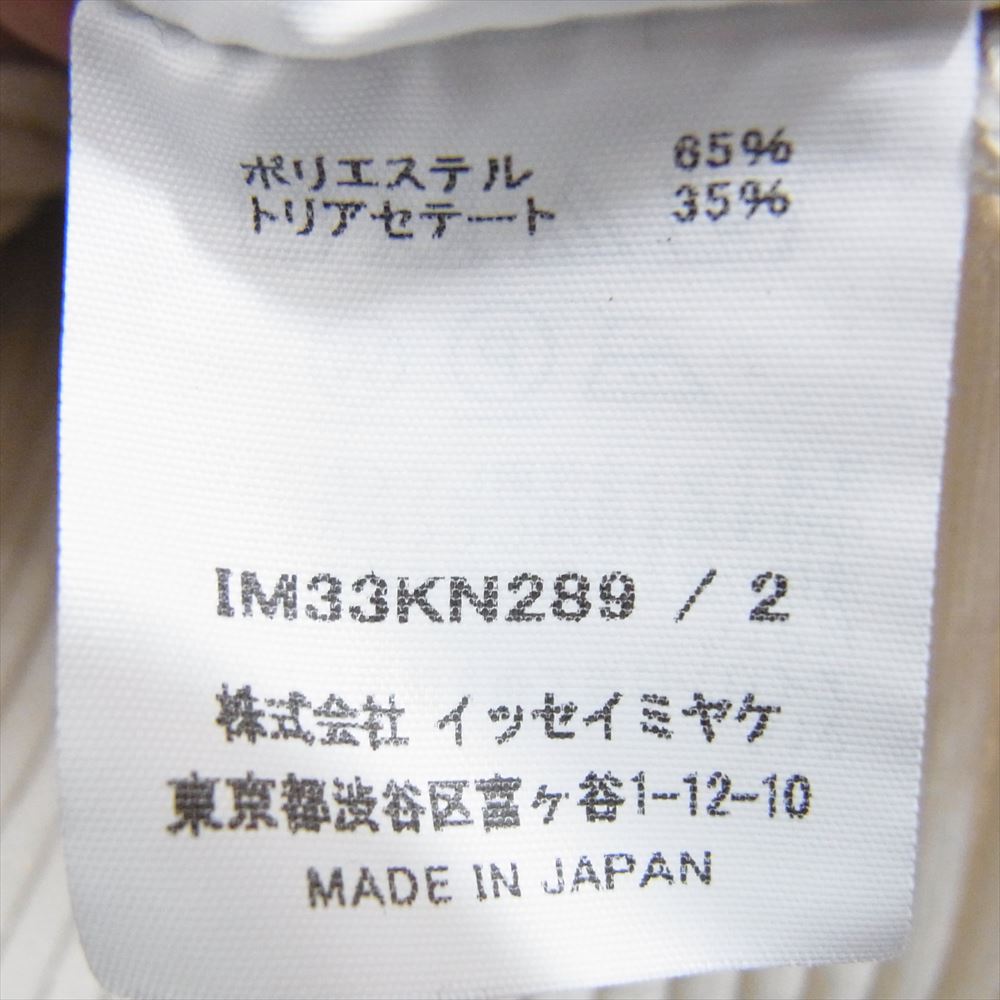 ポリエステル 65%
トリアセテート 35%
IM33KN289 / 2
株式会社 イッセイミヤケ
東京都渋谷区富ヶ谷1-12-10
MADE IN JAPAN